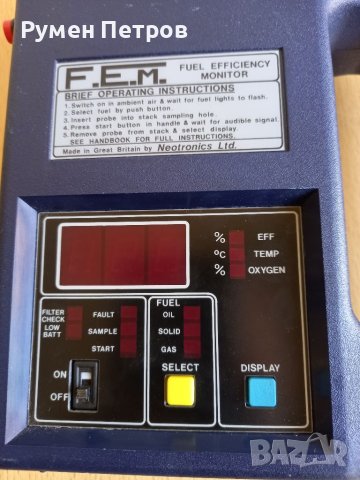 Румен Петров
F.E.M.
FUEL EFFICIENCY
MONITOR
BRIEF OPERATING INSTRUCTIONS
1. Switch on in ambient air & wait for fuel lights to flash.
2. Select fuel by push button.
3. Insert probe into stack sampling hole.
4. Press start button in handle & wait for audible signal.
5. Remove probe from stack & select display.
SEE HANDBOOK FOR FULL INSTRUCTIONS.
Made in Great Britain by Neotronics Ltd.
% EFF
°C TEMP
% OXYGEN
FILTER
CHECK
LOW
BATT
FAULT
SAMPLE
START
FUEL
OIL
SOLID
GAS
ON
OFF
SELECT
DISPLAY
BAZAR
bg